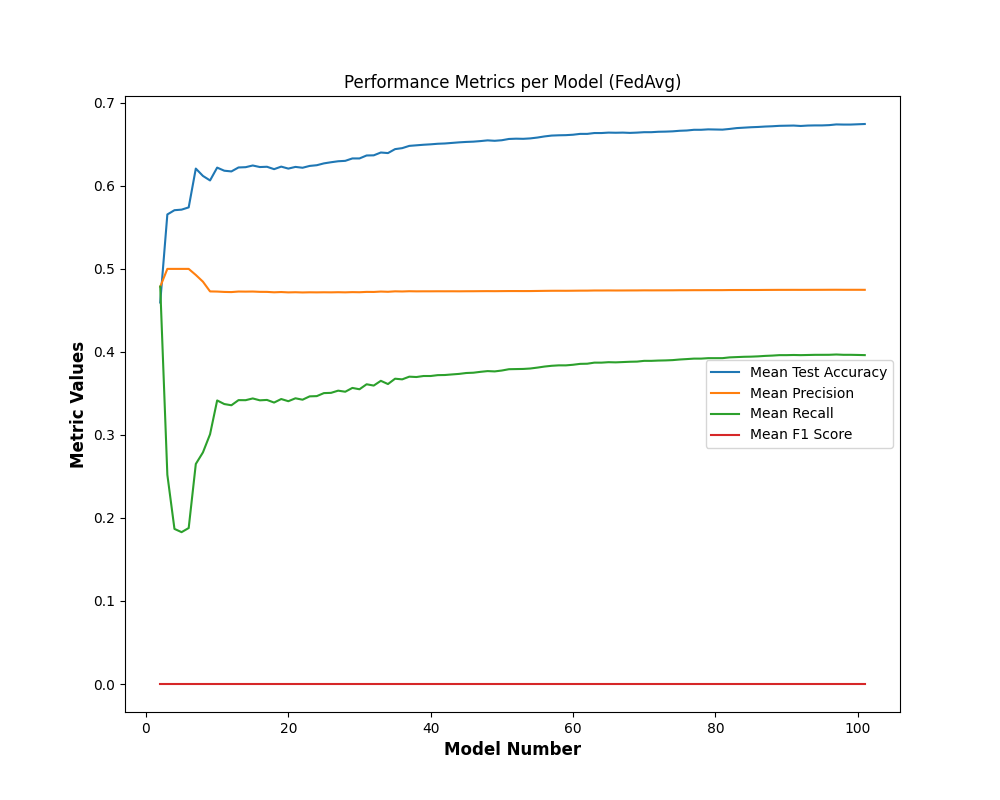 Performance Metrics per Model (FedAvg)
0.7
0.6
0.5
0.4
0.3
0.2
0.1
0.0
Metric Values
Mean Test Accuracy
Mean Precision
Mean Recall
Mean F1 Score
0 20 40 60 80 100
Model Number